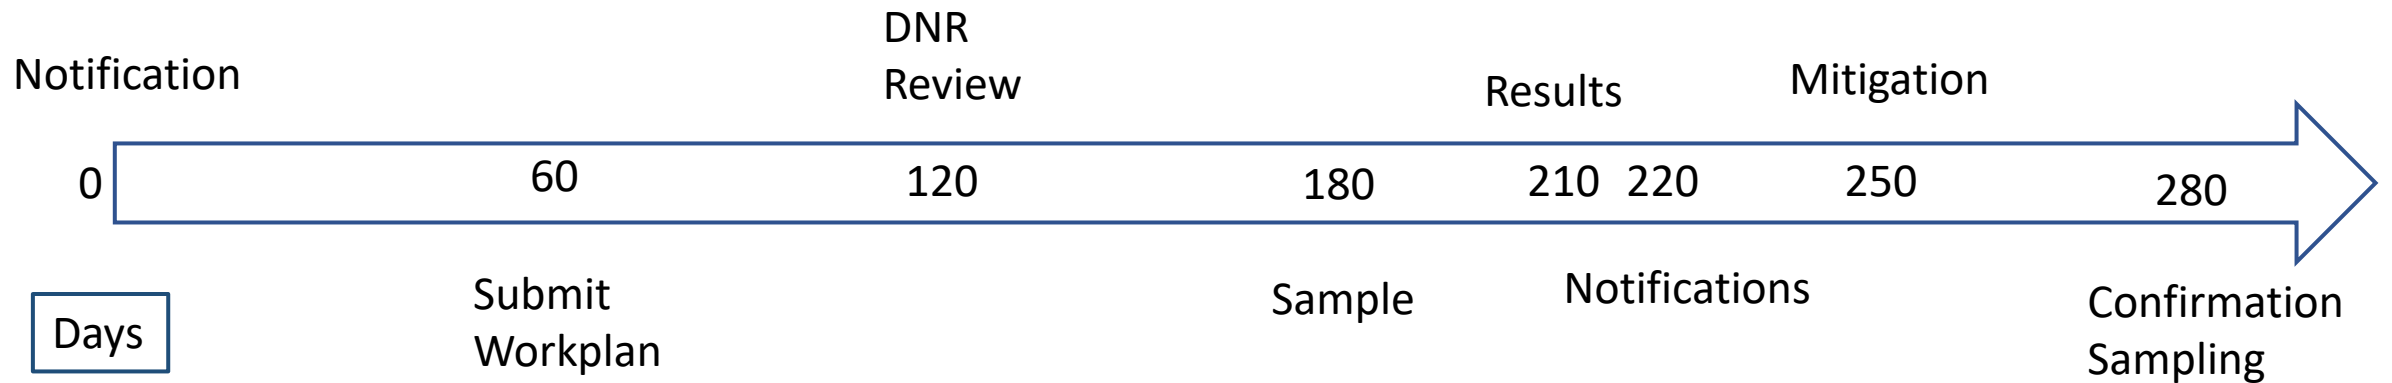 DNR
Review
Notification
Results
Mitigation
0
60
120
180
210
220
250
280
Submit
Workplan
Sample
Notifications
Confirmation
Sampling
Days